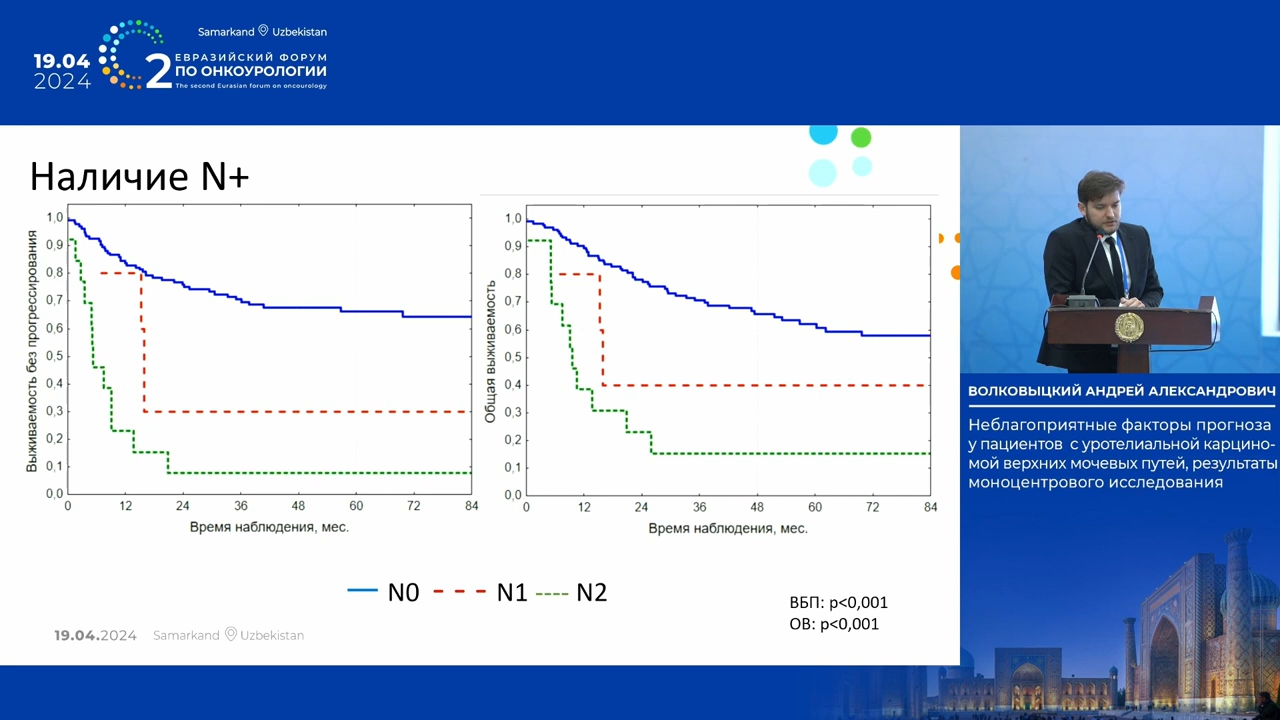 Samarkand Uzbekistan
19.04
2024
2
ЕВРАЗИЙСКИЙ ФОРУМ
ПО ОНКОУРОЛОГИИ
The second Eurasian forum on oncourology
Наличие N+
Выживаемость без прогрессирования
1,0
0,9
0,8
0,7
0,6
0,5
0,4
0,3
0,2
0,1
0,0
0 12 24 36 48 60 72 84
Время наблюдения, мес.
Общая выживаемость
1,0
0,9
0,8
0,7
0,6
0,5
0,4
0,3
0,2
0,1
0,0
0 12 24 36 48 60 72 84
Время наблюдения, мес.
N0 N1 N2
ВБП: p<0,001
ОВ: p<0,001
19.04.2024 Samarkand Uzbekistan
ВОЛКОВЫЦКИЙ АНДРЕЙ АЛЕКСАНДРОВИЧ
Неблагоприятные факторы прогноза
у пациентов с уротелиальной карцино-
мой верхних мочевых путей, результаты
моноцентрового исследования